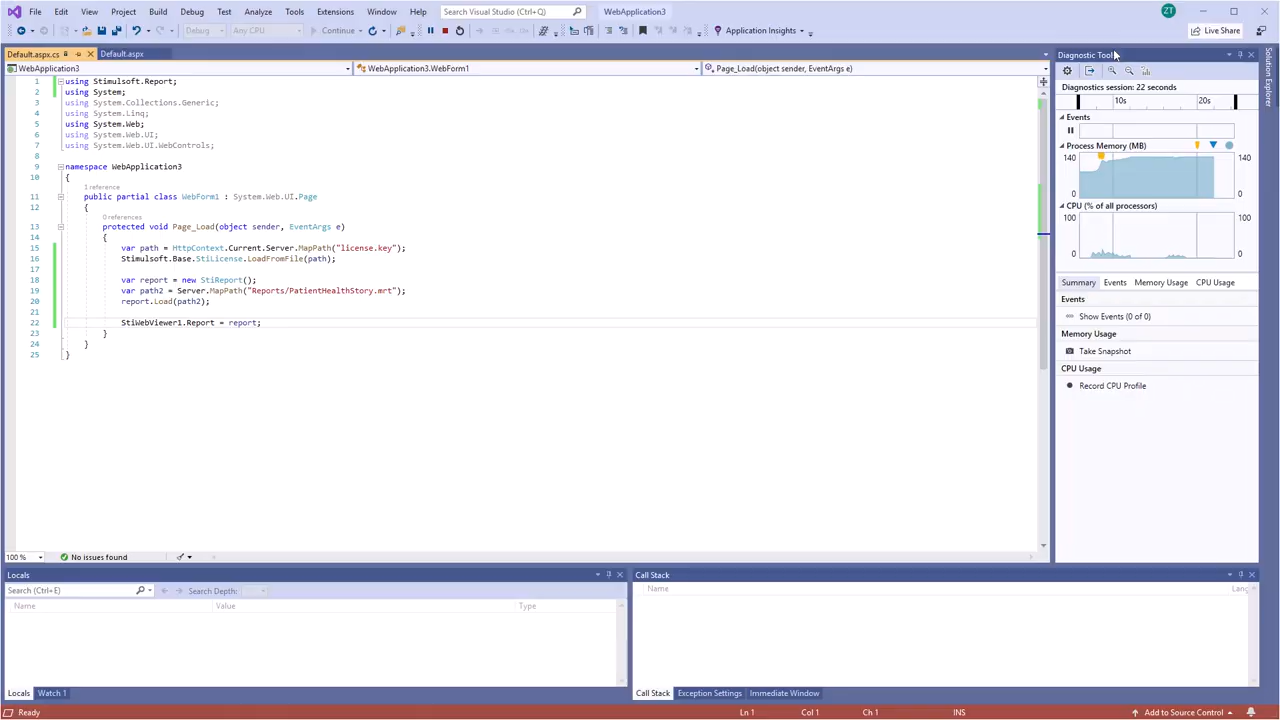 File Edit View Project Build Debug Test Analyze Tools Extensions Window Help Search Visual Studio (Ctrl+Q) WebApplication3 ZT
Debug Any CPU Continue Application Insights Live Share
Default.aspx.cs Default.aspx
WebApplication3 WebApplication3.WebForm1 Page_Load(object sender, EventArgs e)
1 using Stimulsoft.Report;
2 using System;
3 using System.Collections.Generic;
4 using System.Linq;
5 using System.Web;
6 using System.Web.UI;
7 using System.Web.UI.WebControls;
8
9 namespace WebApplication3
10 {
1 reference
11 public partial class WebForm1 : System.Web.UI.Page
12 {
0 references
13 protected void Page_Load(object sender, EventArgs e)
14 {
15 var path = HttpContext.Current.Server.MapPath("license.key");
16 Stimulsoft.Base.StiLicense.LoadFromFile(path);
17
18 var report = new StiReport();
19 var path2 = Server.MapPath("Reports/PatientHealthStory.mrt");
20 report.Load(path2);
21
22 StiWebViewer1.Report = report;
23 }
24 }
25 }
100 % No issues found
Diagnostic Tools
Diagnostics session: 22 seconds
10s 20s
Events
Process Memory (MB)
140 140
0 0
CPU (% of all processors)
100 100
0 0
Summary Events Memory Usage CPU Usage
Events
Show Events (0 of 0)
Memory Usage
Take Snapshot
CPU Usage
Record CPU Profile
Solution Explorer
Locals
Search (Ctrl+E) Search Depth:
Name Value Type
Locals Watch 1
Call Stack
Name Lang
Call Stack Exception Settings Immediate Window
Ready Ln 1 Col 1 Ch 1 INS Add to Source Control